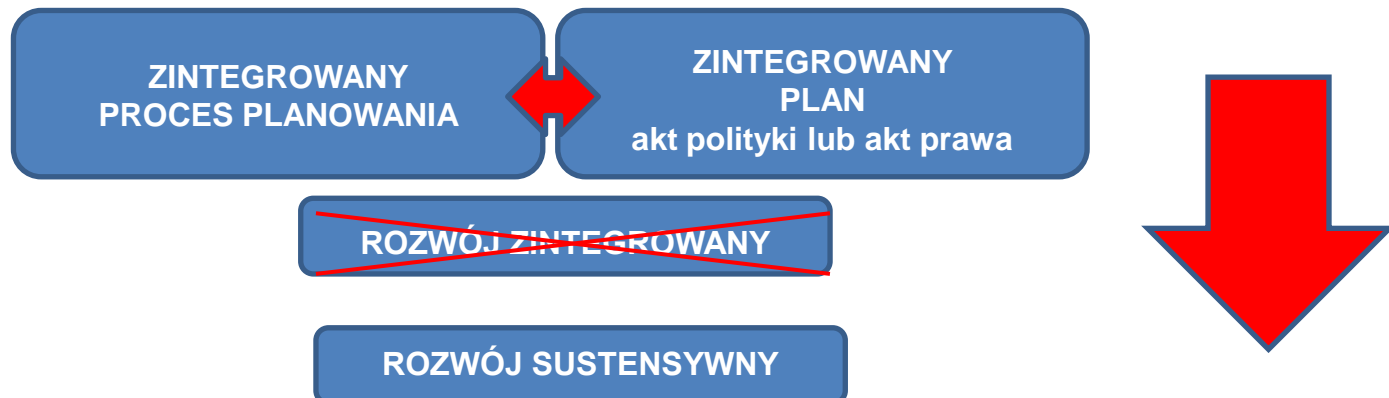 ZINTEGROWANY
PROCES PLANOWANIA
ZINTEGROWANY
PLAN
akt polityki lub akt prawa
ROZWÓJ ZINTEGROWANY
ROZWÓJ SUSTENSYWNY